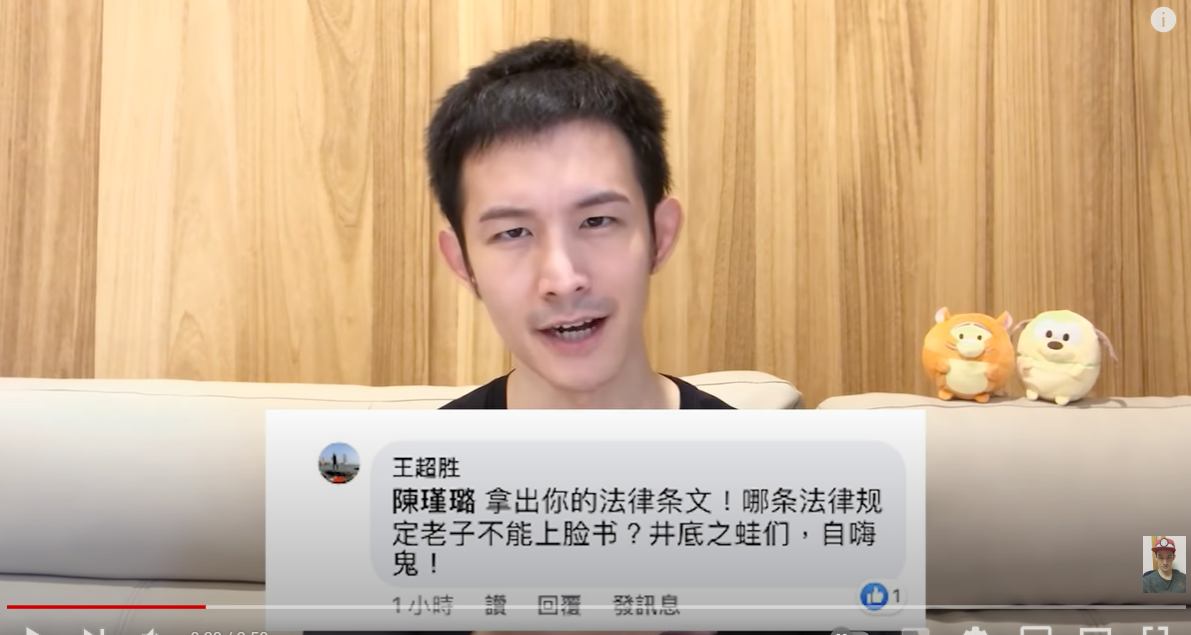 王超胜
陳瑾璐 拿出你的法律条文！哪条法律规
定老子不能上脸书？井底之蛙们，自嗨
鬼！
1小時 讚 回覆 發訊息
1